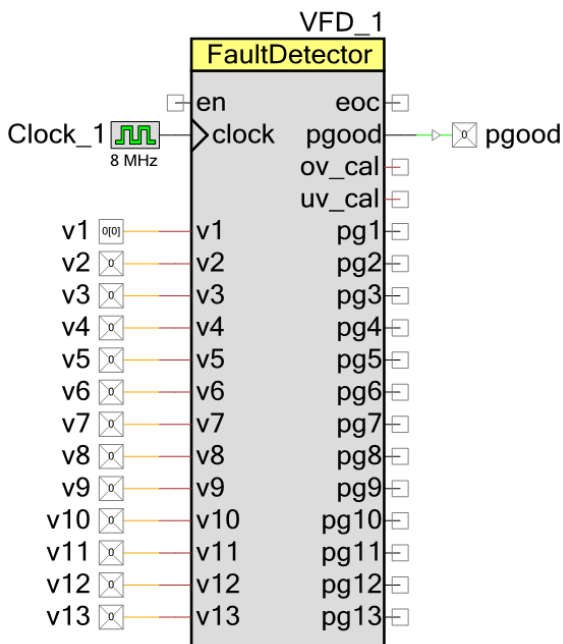 VFD_1
FaultDetector
en eoc
Clock_1 clock pgood 0 pgood
8 MHz
ov_cal
uv_cal
v1 0[0] v1 pg1
v2 0 v2 pg2
v3 0 v3 pg3
v4 0 v4 pg4
v5 0 v5 pg5
v6 0 v6 pg6
v7 0 v7 pg7
v8 0 v8 pg8
v9 0 v9 pg9
v10 0 v10 pg10
v11 0 v11 pg11
v12 0 v12 pg12
v13 0 v13 pg13